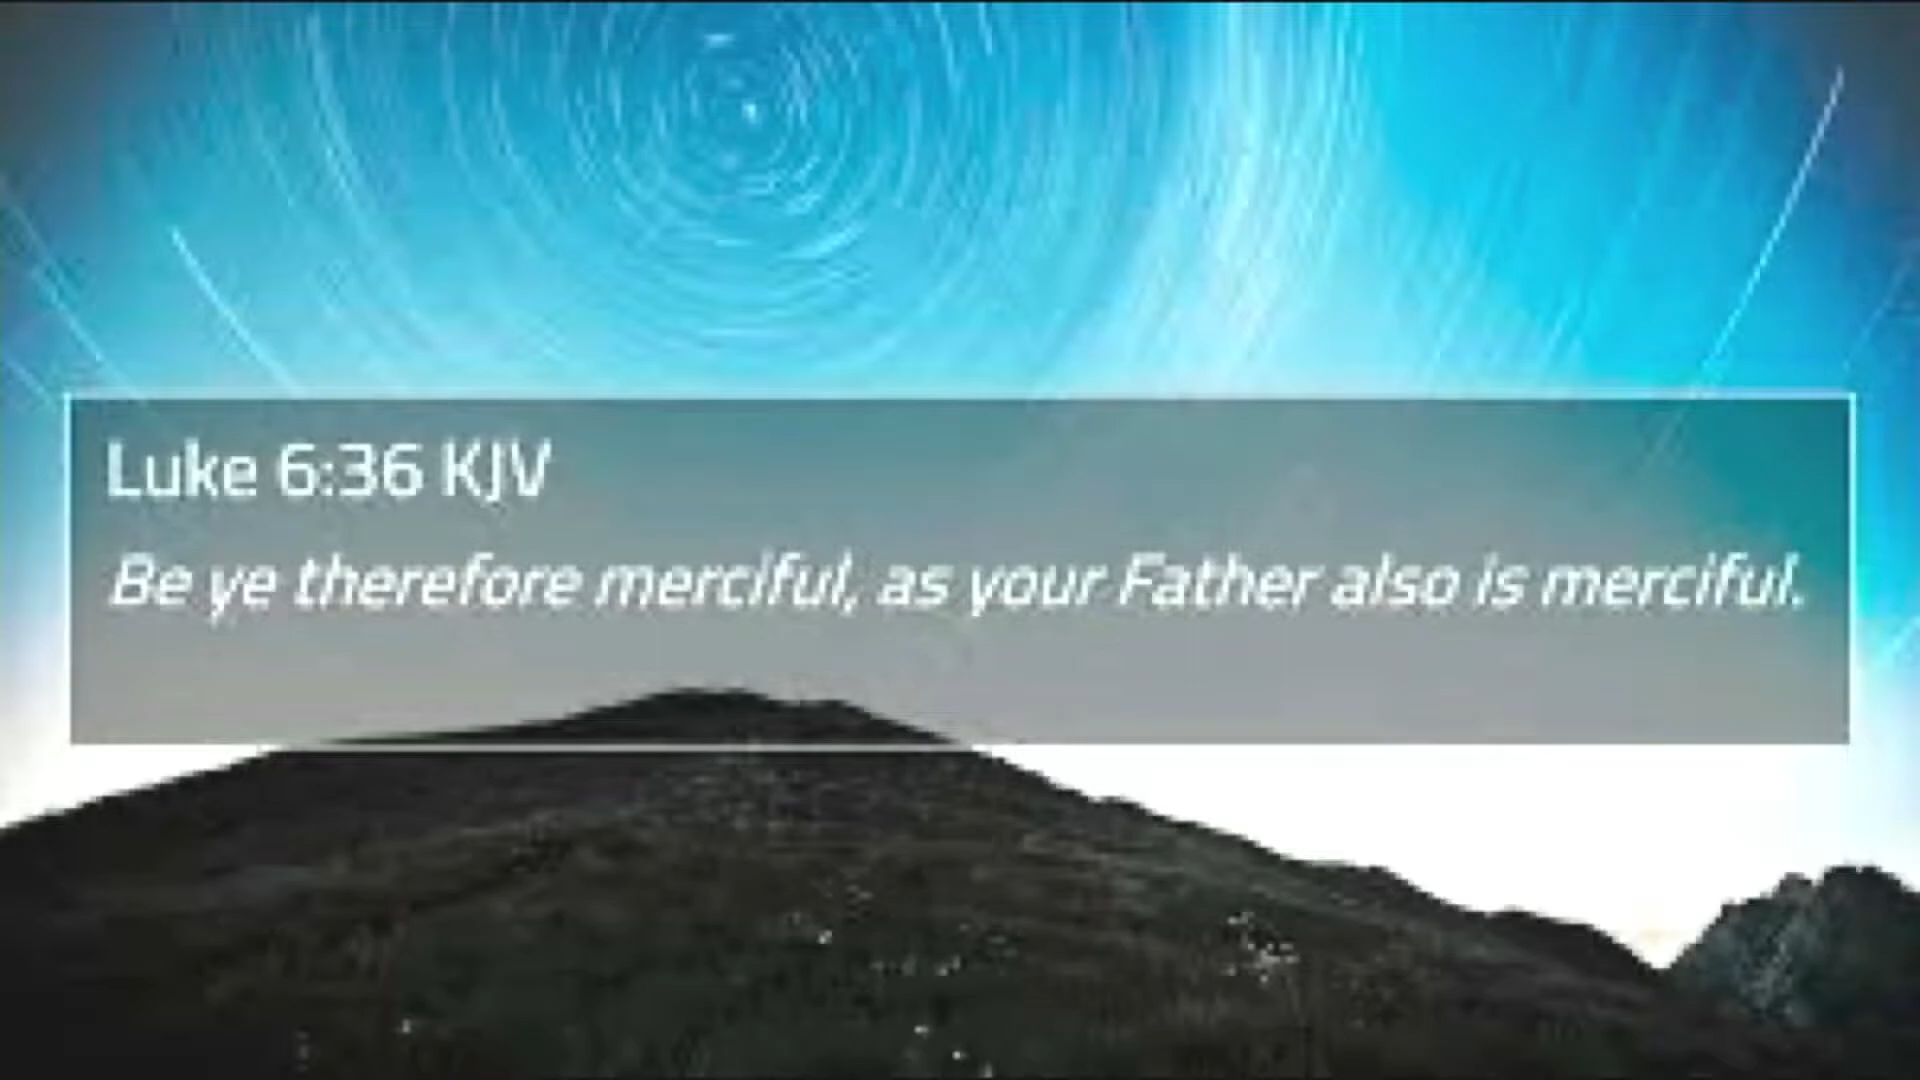 Luke 6:36 KJV
Be ye therefore merciful, as your Father also is merciful.